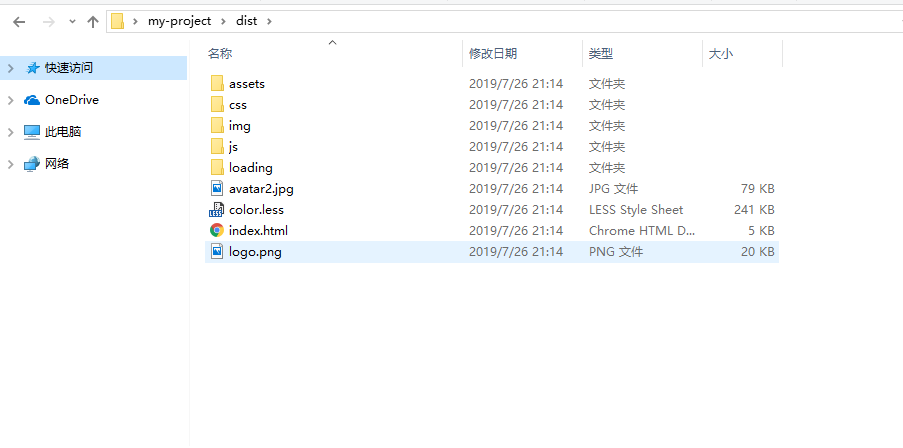 my-project dist
名称 修改日期 类型 大小
快速访问
OneDrive
此电脑
网络
assets 2019/7/26 21:14 文件夹
css 2019/7/26 21:14 文件夹
img 2019/7/26 21:14 文件夹
js 2019/7/26 21:14 文件夹
loading 2019/7/26 21:14 文件夹
avatar2.jpg 2019/7/26 21:14 JPG 文件 79 KB
color.less 2019/7/26 21:14 LESS Style Sheet 241 KB
index.html 2019/7/26 21:14 Chrome HTML D... 5 KB
logo.png 2019/7/26 21:14 PNG 文件 20 KB